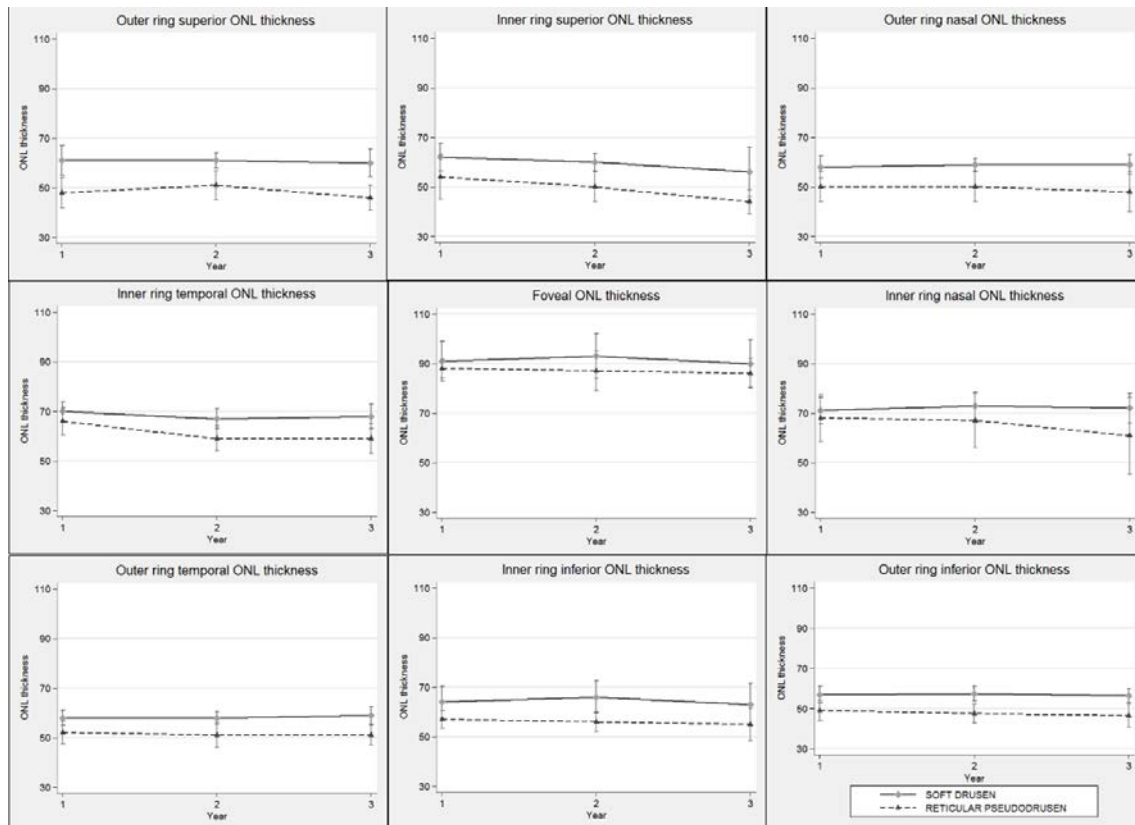 Outer ring superior ONL thickness
110
90
70
50
30
ONL thickness
1
2
3
Year
Inner ring superior ONL thickness
110
90
70
50
30
ONL thickness
1
2
3
Year
Outer ring nasal ONL thickness
110
90
70
50
30
ONL thickness
1
2
3
Year
Inner ring temporal ONL thickness
110
90
70
50
30
ONL thickness
1
2
3
Year
Foveal ONL thickness
110
90
70
50
30
ONL thickness
1
2
3
Year
Inner ring nasal ONL thickness
110
90
70
50
30
ONL thickness
1
2
3
Year
Outer ring temporal ONL thickness
110
90
70
50
30
ONL thickness
1
2
3
Year
Inner ring inferior ONL thickness
110
90
70
50
30
ONL thickness
1
2
3
Year
Outer ring inferior ONL thickness
110
90
70
50
30
ONL thickness
1
2
3
Year
SOFT DRUSEN
RETICULAR PSEUDODRUSEN